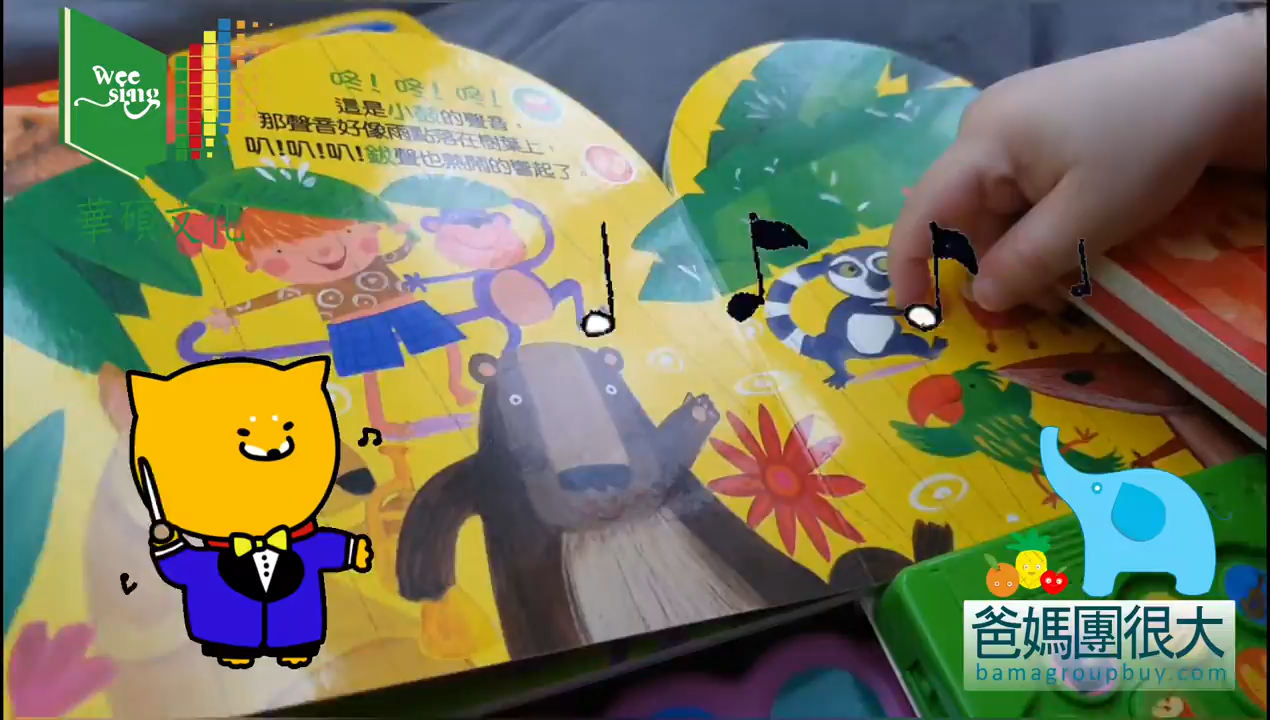 Wee
sing
華碩文化
咚！咚！咚！
這是小鼓的聲音，
那聲音好像雨點落在樹葉上，
叭!叭!叭!鈸聲也熱鬧的響起了。
爸媽團很大
bamagroupbuy.com